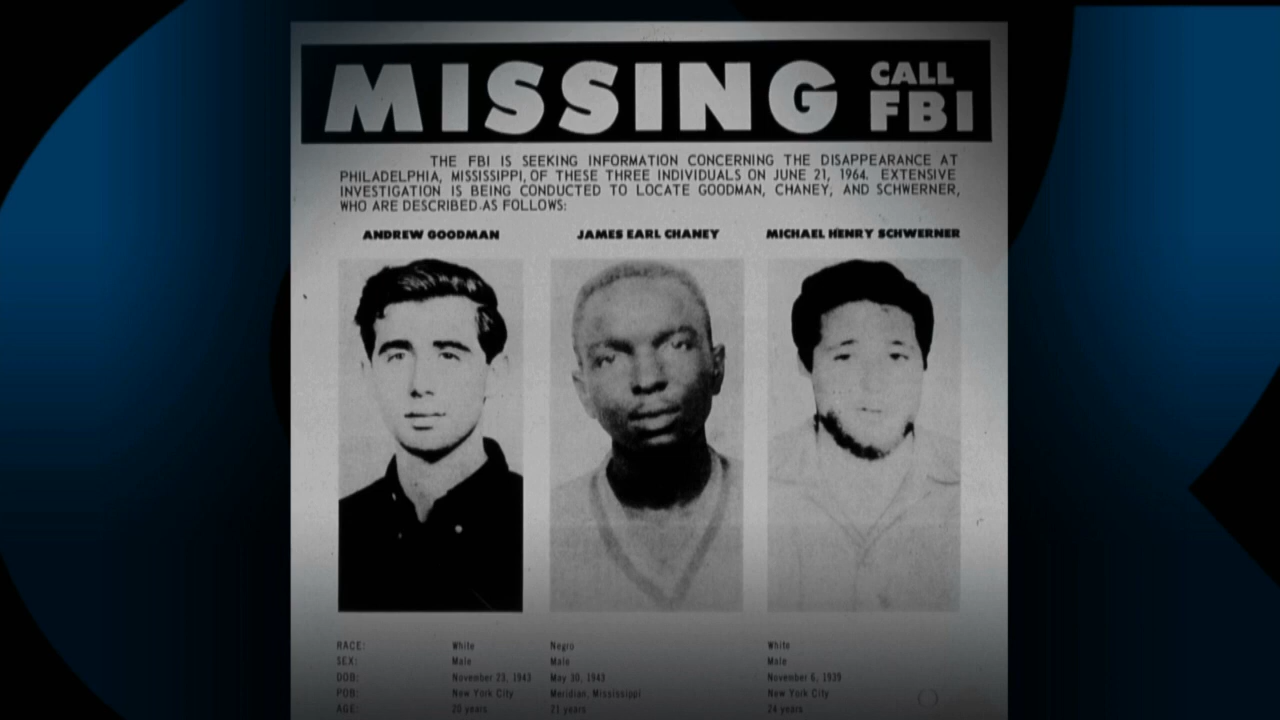 MISSING CALL FBI
THE FBI IS SEEKING INFORMATION CONCERNING THE DISAPPEARANCE AT
PHILADELPHIA, MISSISSIPPI, OF THESE THREE INDIVIDUALS ON JUNE 21, 1964. EXTENSIVE
INVESTIGATION IS BEING CONDUCTED TO LOCATE GOODMAN, CHANEY, AND SCHWERNER,
WHO ARE DESCRIBED AS FOLLOWS:
ANDREW GOODMAN JAMES EARL CHANEY MICHAEL HENRY SCHWERNER
RACE: White Negro White
SEX: Male Male Male
DOB: November 23, 1943 May 30, 1943 November 6, 1939
POB: New York City Meridian, Mississippi New York City
AGE: 20 years 21 years 24 years